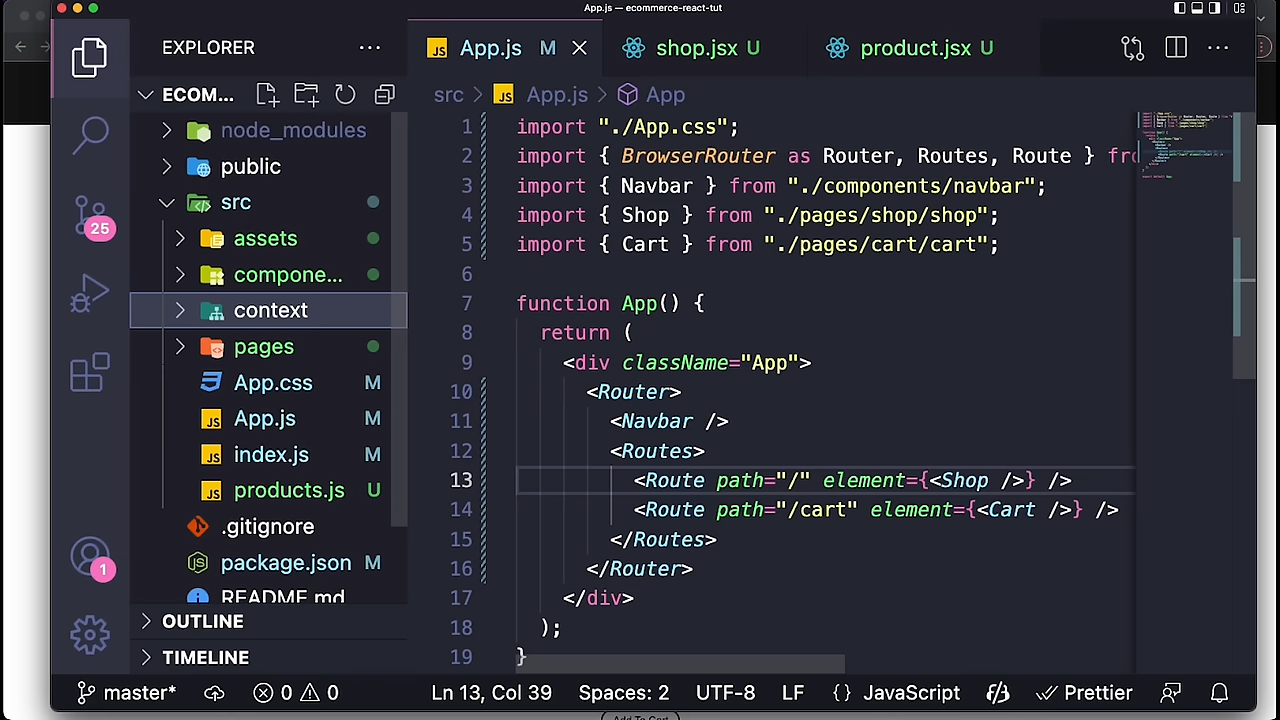 App.js — ecommerce-react-tut
EXPLORER
App.js M
shop.jsx U
product.jsx U
ECOM...
src > App.js > App
node_modules
public
src
assets
compone...
context
pages
App.css M
App.js M
index.js M
products.js U
.gitignore
package.json M
README.md
OUTLINE
TIMELINE
25
1
1 import "./App.css";
2 import { BrowserRouter as Router, Routes, Route } fro
3 import { Navbar } from "./components/navbar";
4 import { Shop } from "./pages/shop/shop";
5 import { Cart } from "./pages/cart/cart";
6
7 function App() {
8 return (
9 <div className="App">
10 <Router>
11 <Navbar />
12 <Routes>
13 <Route path="/" element={<Shop />} />
14 <Route path="/cart" element={<Cart />} />
15 </Routes>
16 </Router>
17 </div>
18 );
19 }
master* 0 0 Ln 13, Col 39 Spaces: 2 UTF-8 LF {} JavaScript Prettier
Add To Cart